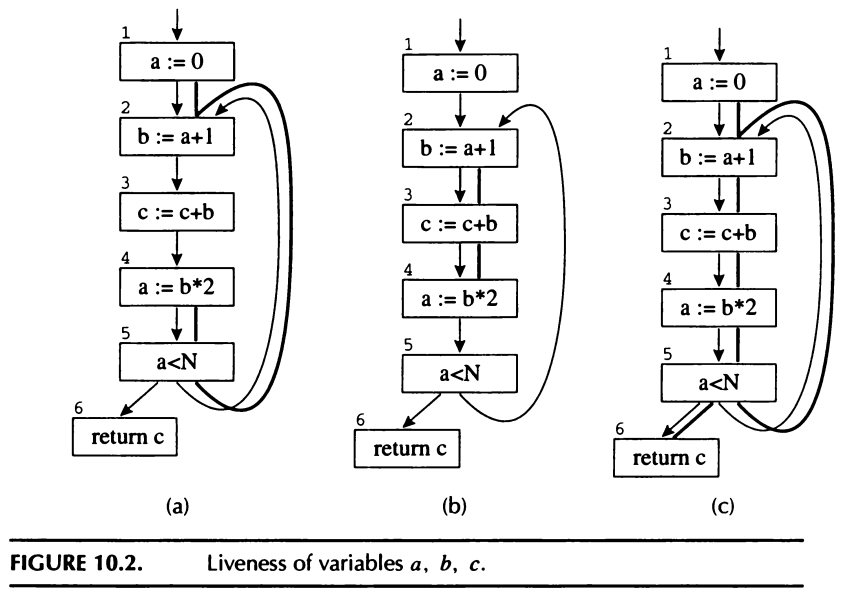 1
a := 0
2
b := a+1
3
c := c+b
4
a := b*2
5
a<N
6
return c
(a)
1
a := 0
2
b := a+1
3
c := c+b
4
a := b*2
5
a<N
6
return c
(b)
1
a := 0
2
b := a+1
3
c := c+b
4
a := b*2
5
a<N
6
return c
(c)
FIGURE 10.2. Liveness of variables a, b, c.